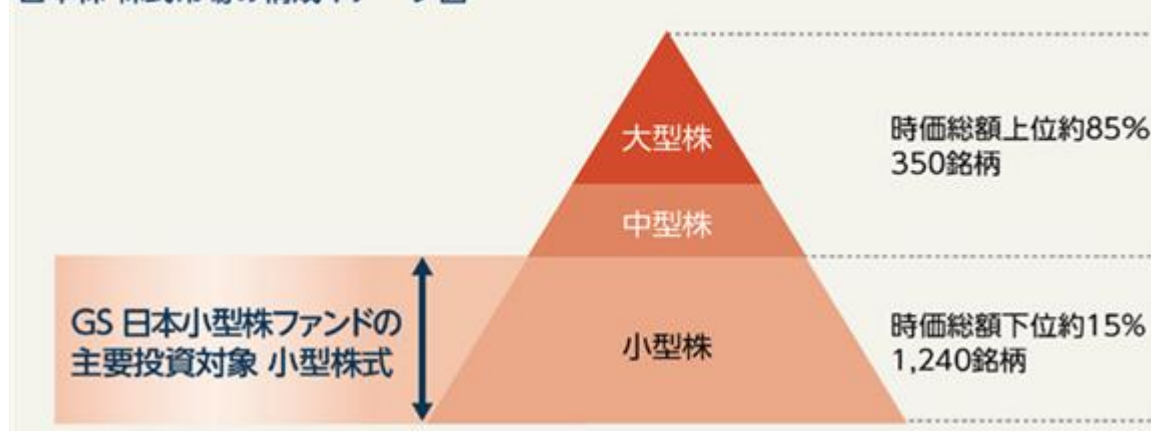 大型株
時価総額上位約85%
350銘柄
中型株
GS 日本小型株ファンドの
主要投資対象 小型株式
小型株
時価総額下位約15%
1,240銘柄